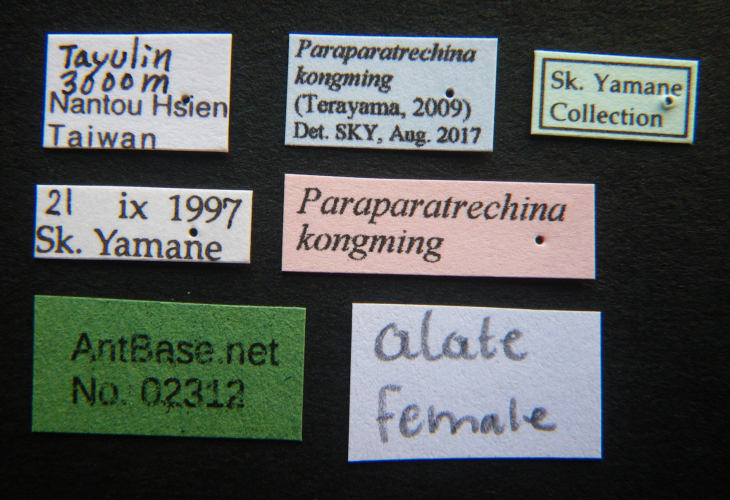 Tayulin
3000m
Nantou Hsien
Taiwan
Paraparatrechina
kongming
(Terayama, 2009)
Det. SKY, Aug. 2017
Sk. Yamane
Collection
21 ix 1997
Sk. Yamane
Paraparatrechina
kongming
AntBase.net
No. 02312
alate
female